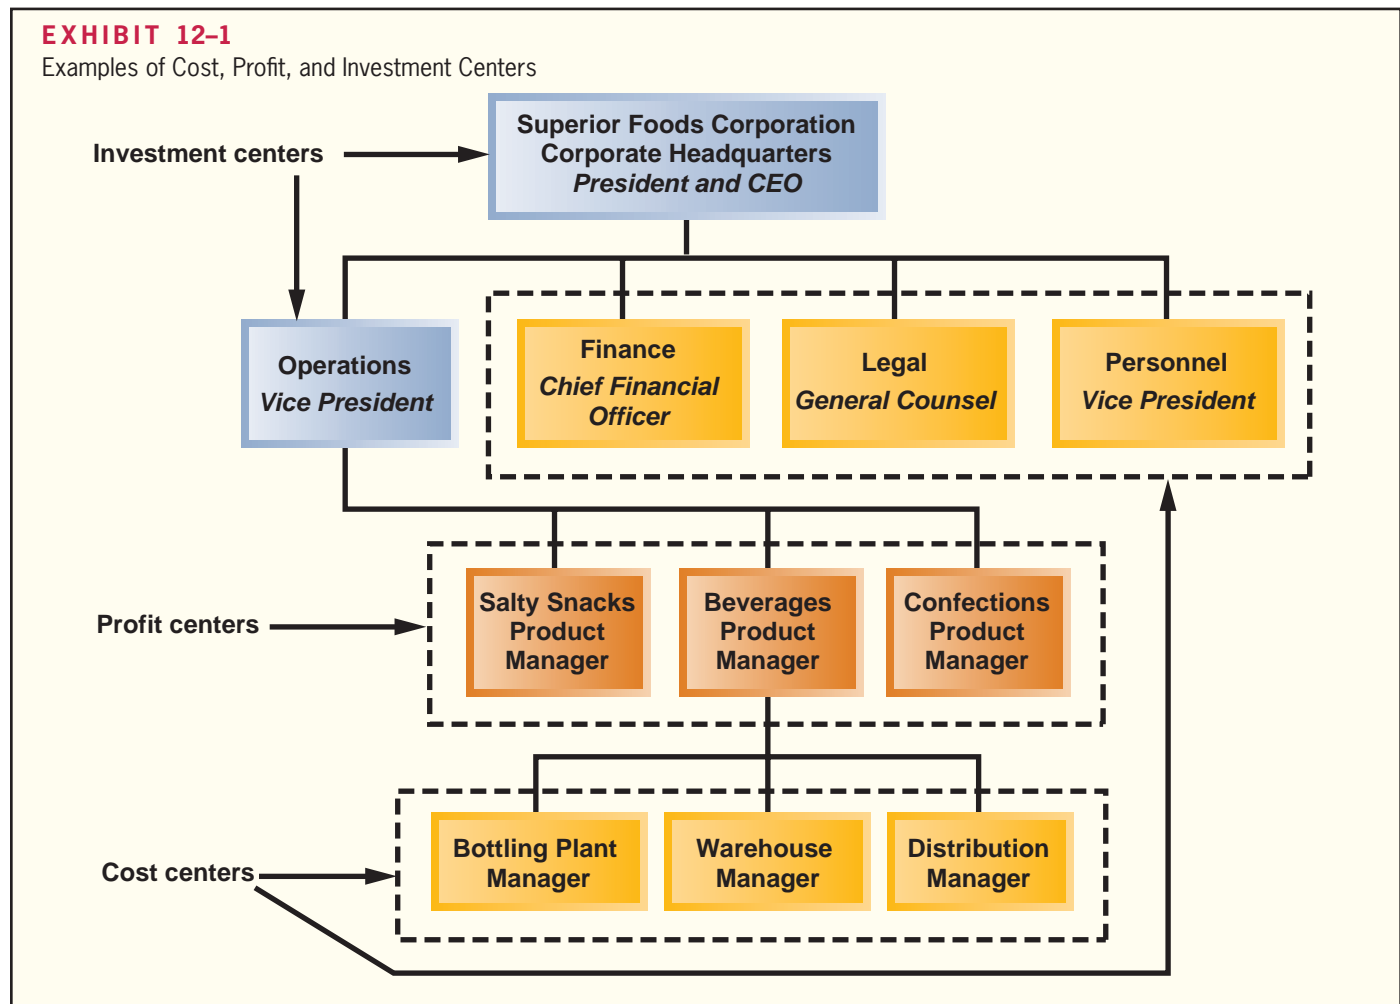 EXHIBIT 12–1
Examples of Cost, Profit, and Investment Centers
Superior Foods Corporation
Corporate Headquarters
President and CEO
Investment centers
Operations
Vice President
Finance
Chief Financial
Officer
Legal
General Counsel
Personnel
Vice President
Profit centers
Salty Snacks
Product
Manager
Beverages
Product
Manager
Confections
Product
Manager
Cost centers
Bottling Plant
Manager
Warehouse
Manager
Distribution
Manager